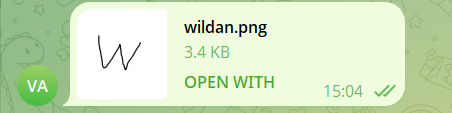 W
wildan.png
3.4 KB
OPEN WITH
VA
15:04